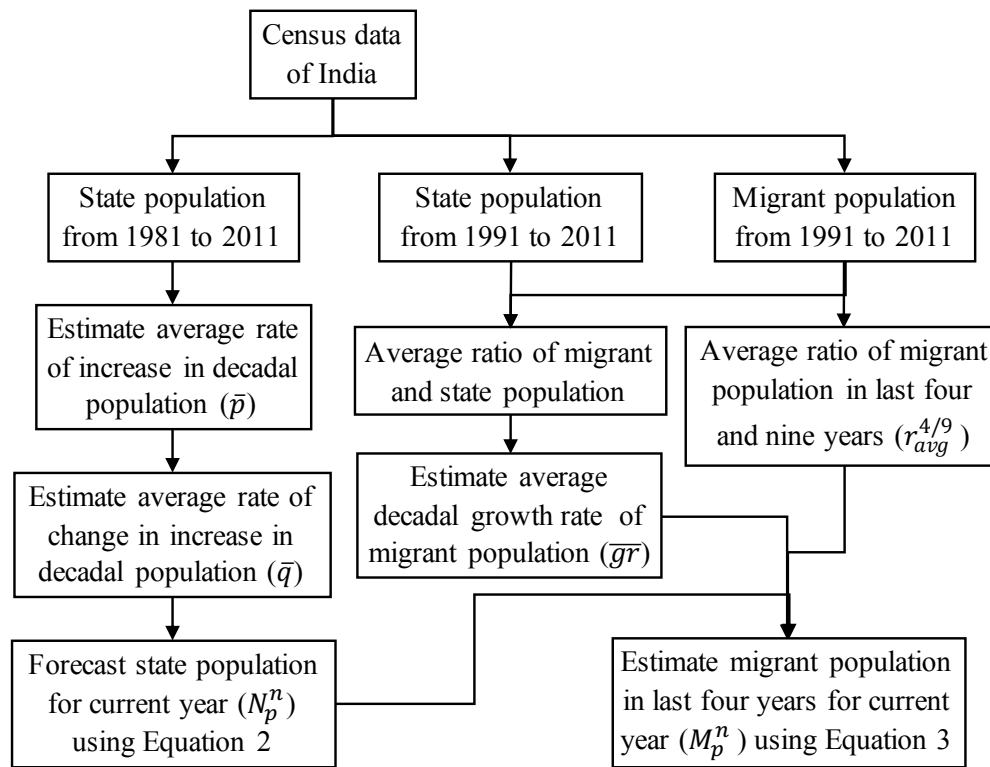 Census data
of India
State population
from 1981 to 2011
State population
from 1991 to 2011
Migrant population
from 1991 to 2011
Estimate average rate
of increase in decadal
population (p̄)
Average ratio of migrant
and state population
Average ratio of migrant
population in last four
and nine years (r_{avg}^{4/9})
Estimate average rate of
change in increase in
decadal population (q̄)
Estimate average
decadal growth rate of
migrant population (\overline{gr})
Forecast state population
for current year (N_p^n)
using Equation 2
Estimate migrant population
in last four years for current
year (M_p^n) using Equation 3